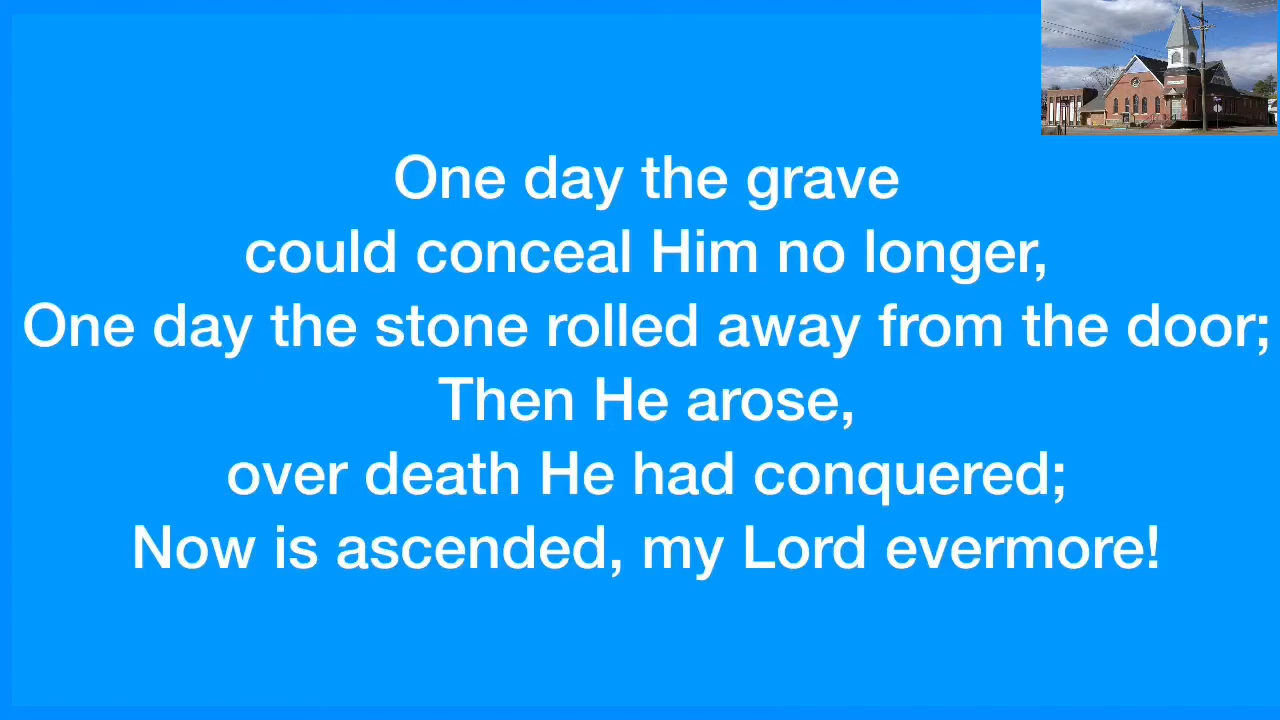 One day the grave
could conceal Him no longer,
One day the stone rolled away from the door;
Then He arose,
over death He had conquered;
Now is ascended, my Lord evermore!